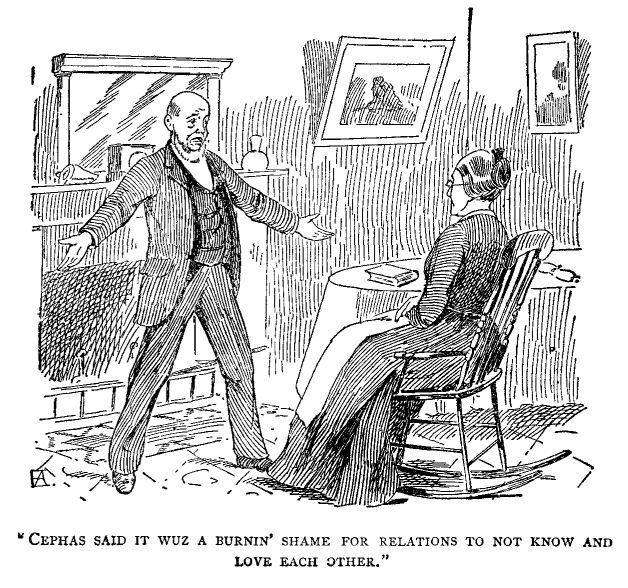 A
"CEPHAS SAID IT WUZ A BURNIN' SHAME FOR RELATIONS TO NOT KNOW AND
LOVE EACH OTHER."